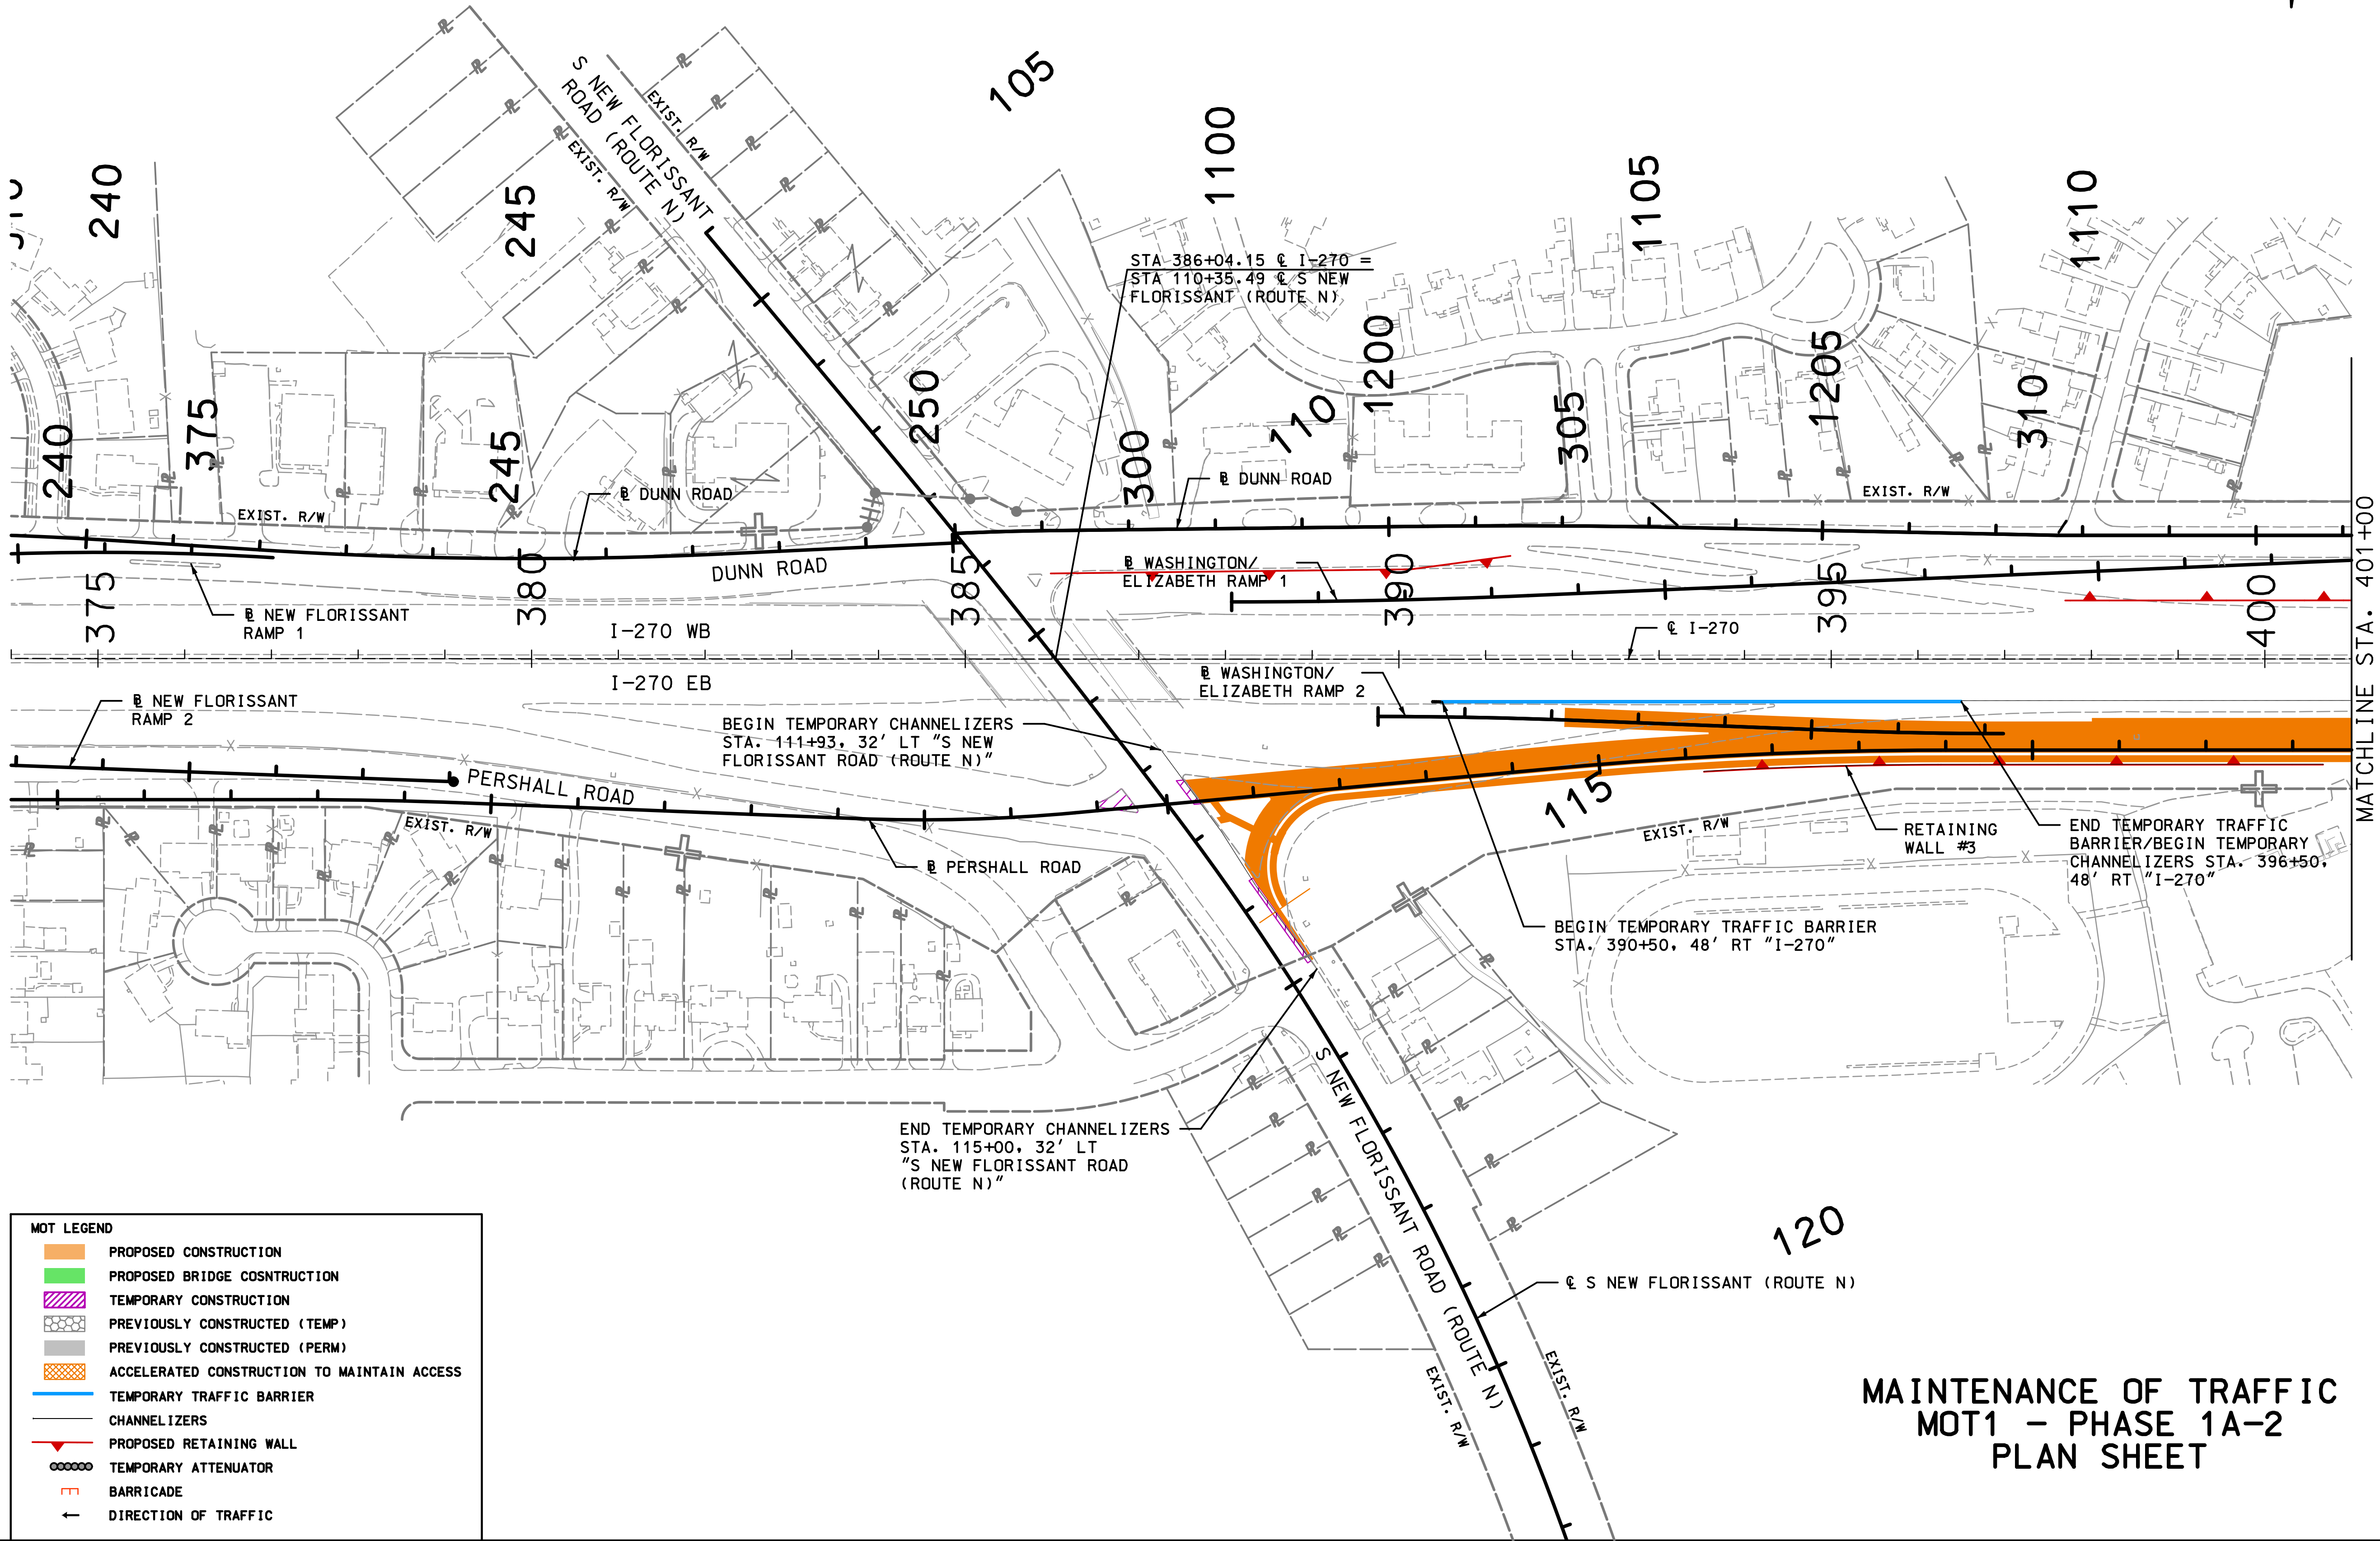 S NEW FLORISSANT
ROAD (ROUTE N)
EXIST. R/W
EXIST. R/W
105
240
245
1100
1105
1110
STA 386+04.15 ℄ I-270 =
STA 110+35.49 ℄ S NEW
FLORISSANT (ROUTE N)
240
375
245
250
300
110
1200
305
1205
310
EXIST. R/W
℄ DUNN ROAD
℄ DUNN ROAD
EXIST. R/W
DUNN ROAD
℄ NEW FLORISSANT
RAMP 1
℄ WASHINGTON/
ELIZABETH RAMP 1
375
380
385
390
395
400
I-270 WB
℄ I-270
I-270 EB
MATCHLINE STA. 401+00
℄ NEW FLORISSANT
RAMP 2
℄ WASHINGTON/
ELIZABETH RAMP 2
BEGIN TEMPORARY CHANNELIZERS
STA. 111+93, 32' LT "S NEW
FLORISSANT ROAD (ROUTE N)"
PERSHALL ROAD
EXIST. R/W
℄ PERSHALL ROAD
115
EXIST. R/W
RETAINING
WALL #3
END TEMPORARY TRAFFIC
BARRIER/BEGIN TEMPORARY
CHANNELIZERS STA. 396+50,
48' RT "I-270"
BEGIN TEMPORARY TRAFFIC BARRIER
STA. 390+50, 48' RT "I-270"
END TEMPORARY CHANNELIZERS
STA. 115+00, 32' LT
"S NEW FLORISSANT ROAD
(ROUTE N)"
S NEW FLORISSANT ROAD (ROUTE N)
120
℄ S NEW FLORISSANT (ROUTE N)
EXIST. R/W
EXIST. R/W
MOT LEGEND
PROPOSED CONSTRUCTION
PROPOSED BRIDGE COSNTRUCTION
TEMPORARY CONSTRUCTION
PREVIOUSLY CONSTRUCTED (TEMP)
PREVIOUSLY CONSTRUCTED (PERM)
ACCELERATED CONSTRUCTION TO MAINTAIN ACCESS
TEMPORARY TRAFFIC BARRIER
CHANNELIZERS
PROPOSED RETAINING WALL
TEMPORARY ATTENUATOR
BARRICADE
DIRECTION OF TRAFFIC
MAINTENANCE OF TRAFFIC
MOT1 - PHASE 1A-2
PLAN SHEET